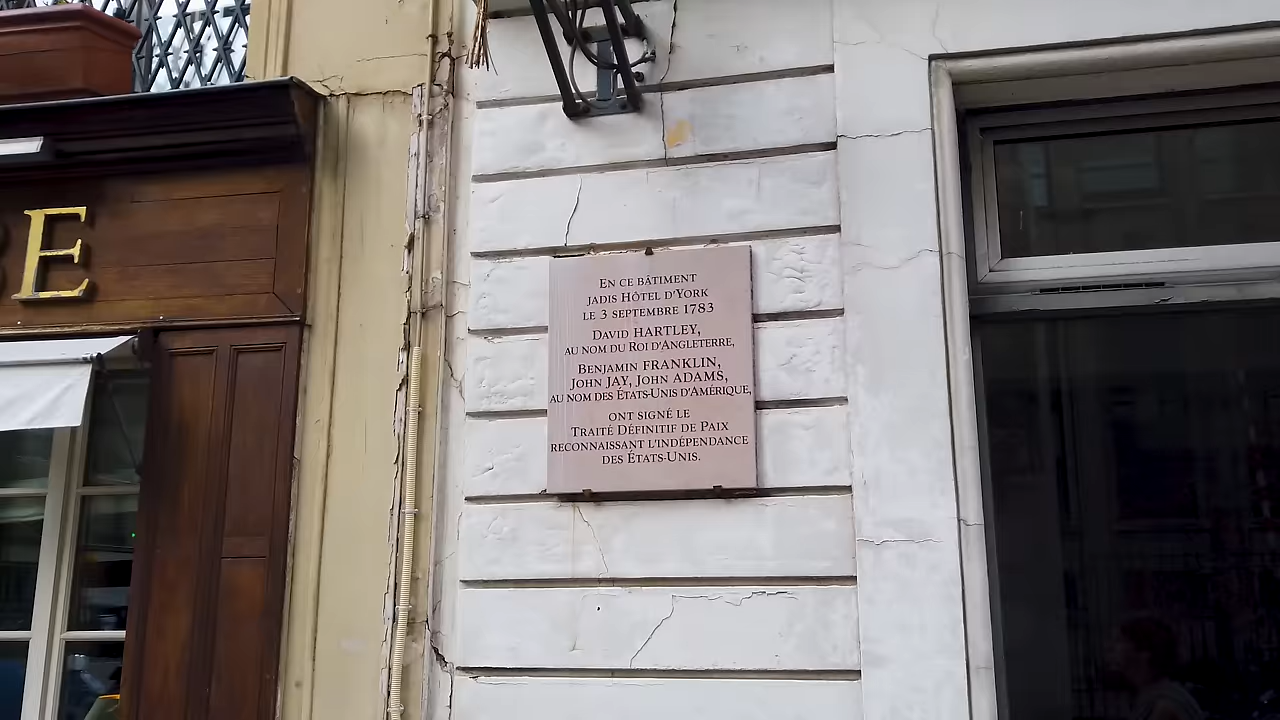 E
EN CE BÂTIMENT
JADIS HÔTEL D'YORK
LE 3 SEPTEMBRE 1783
DAVID HARTLEY,
AU NOM DU ROI D'ANGLETERRE,
BENJAMIN FRANKLIN,
JOHN JAY, JOHN ADAMS,
AU NOM DES ÉTATS-UNIS D'AMÉRIQUE,
ONT SIGNÉ LE
TRAITÉ DÉFINITIF DE PAIX
RECONNAISSANT L'INDÉPENDANCE
DES ÉTATS-UNIS.